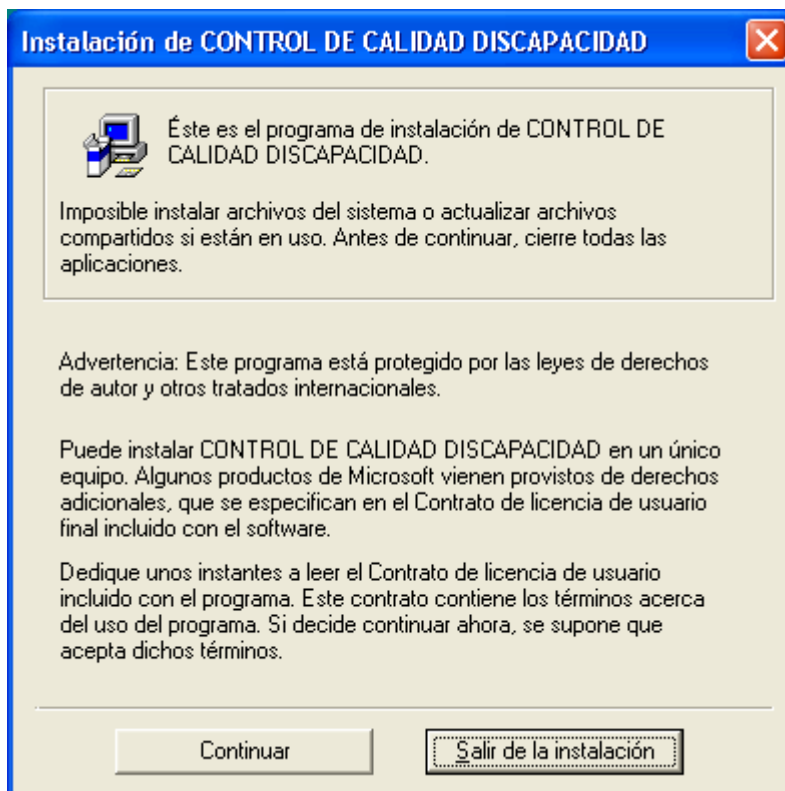 Instalación de CONTROL DE CALIDAD DISCAPACIDAD
Éste es el programa de instalación de CONTROL DE
CALIDAD DISCAPACIDAD.
Imposible instalar archivos del sistema o actualizar archivos
compartidos si están en uso. Antes de continuar, cierre todas las
aplicaciones.
Advertencia: Este programa está protegido por las leyes de derechos
de autor y otros tratados internacionales.
Puede instalar CONTROL DE CALIDAD DISCAPACIDAD en un único
equipo. Algunos productos de Microsoft vienen provistos de derechos
adicionales, que se especifican en el Contrato de licencia de usuario
final incluido con el software.
Dedique unos instantes a leer el Contrato de licencia de usuario
incluido con el programa. Este contrato contiene los términos acerca
del uso del programa. Si decide continuar ahora, se supone que
acepta dichos términos.
Continuar
Salir de la instalación